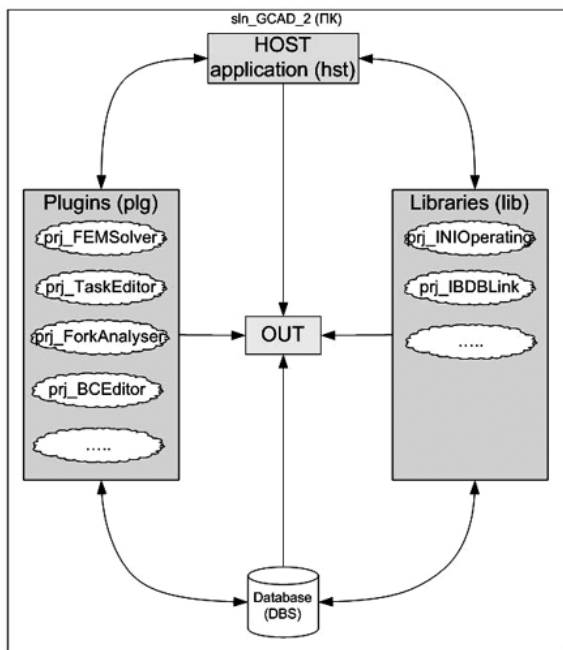 sln_GCAD_2 (ПК)
HOST
application (hst)
Plugins (plg)
prj_FEMSolver
prj_TaskEditor
prj_ForkAnalyser
prj_BCEditor
.....
Libraries (lib)
prj_INIOperating
prj_IBDBLink
.....
OUT
Database
(DBS)